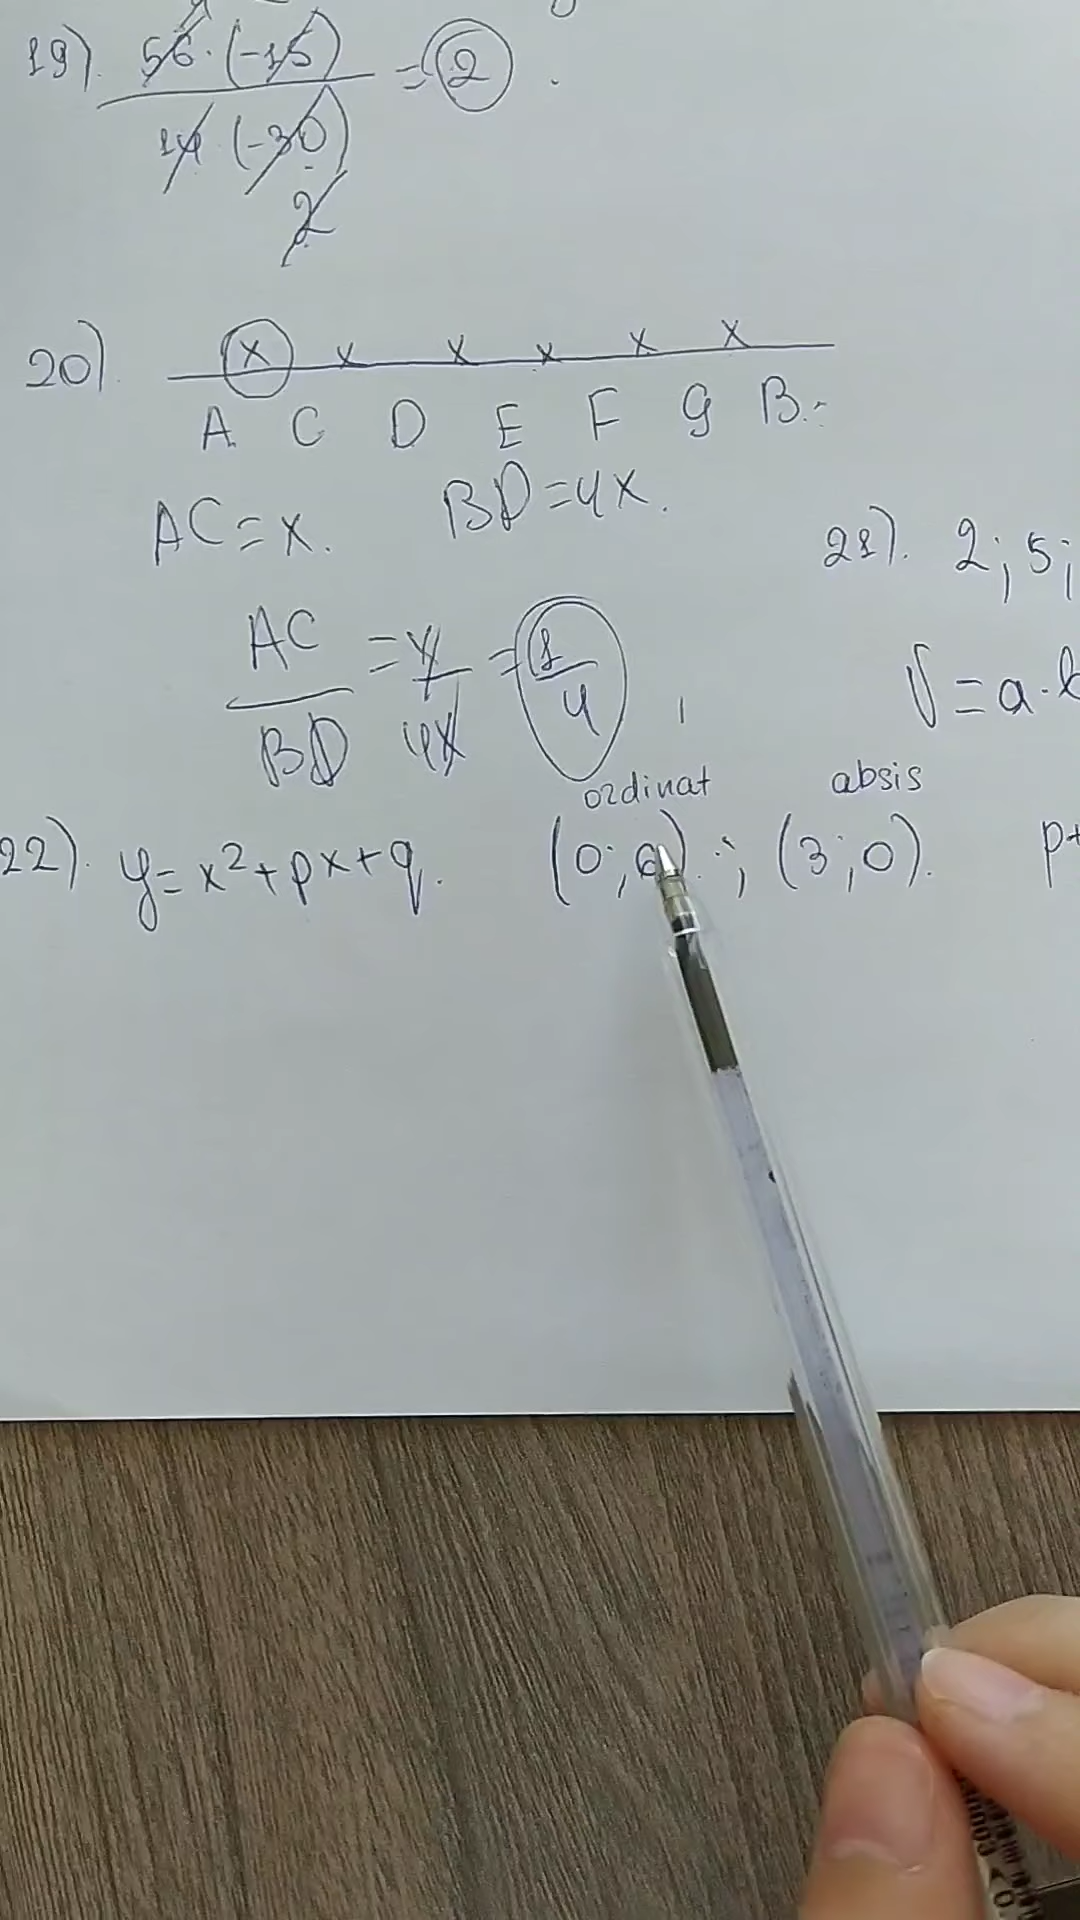 19). 56·(-15) / 14·(-30) = 2.
2
20). x x x x x x
A C D E F G B
AC=x. BD=4x.
21). 2; 5;
AC/BD = x/4x = 1/4
V=a·b
ordinat absis
22). y=x²+px+q. (0; 6).; (3;0). p+